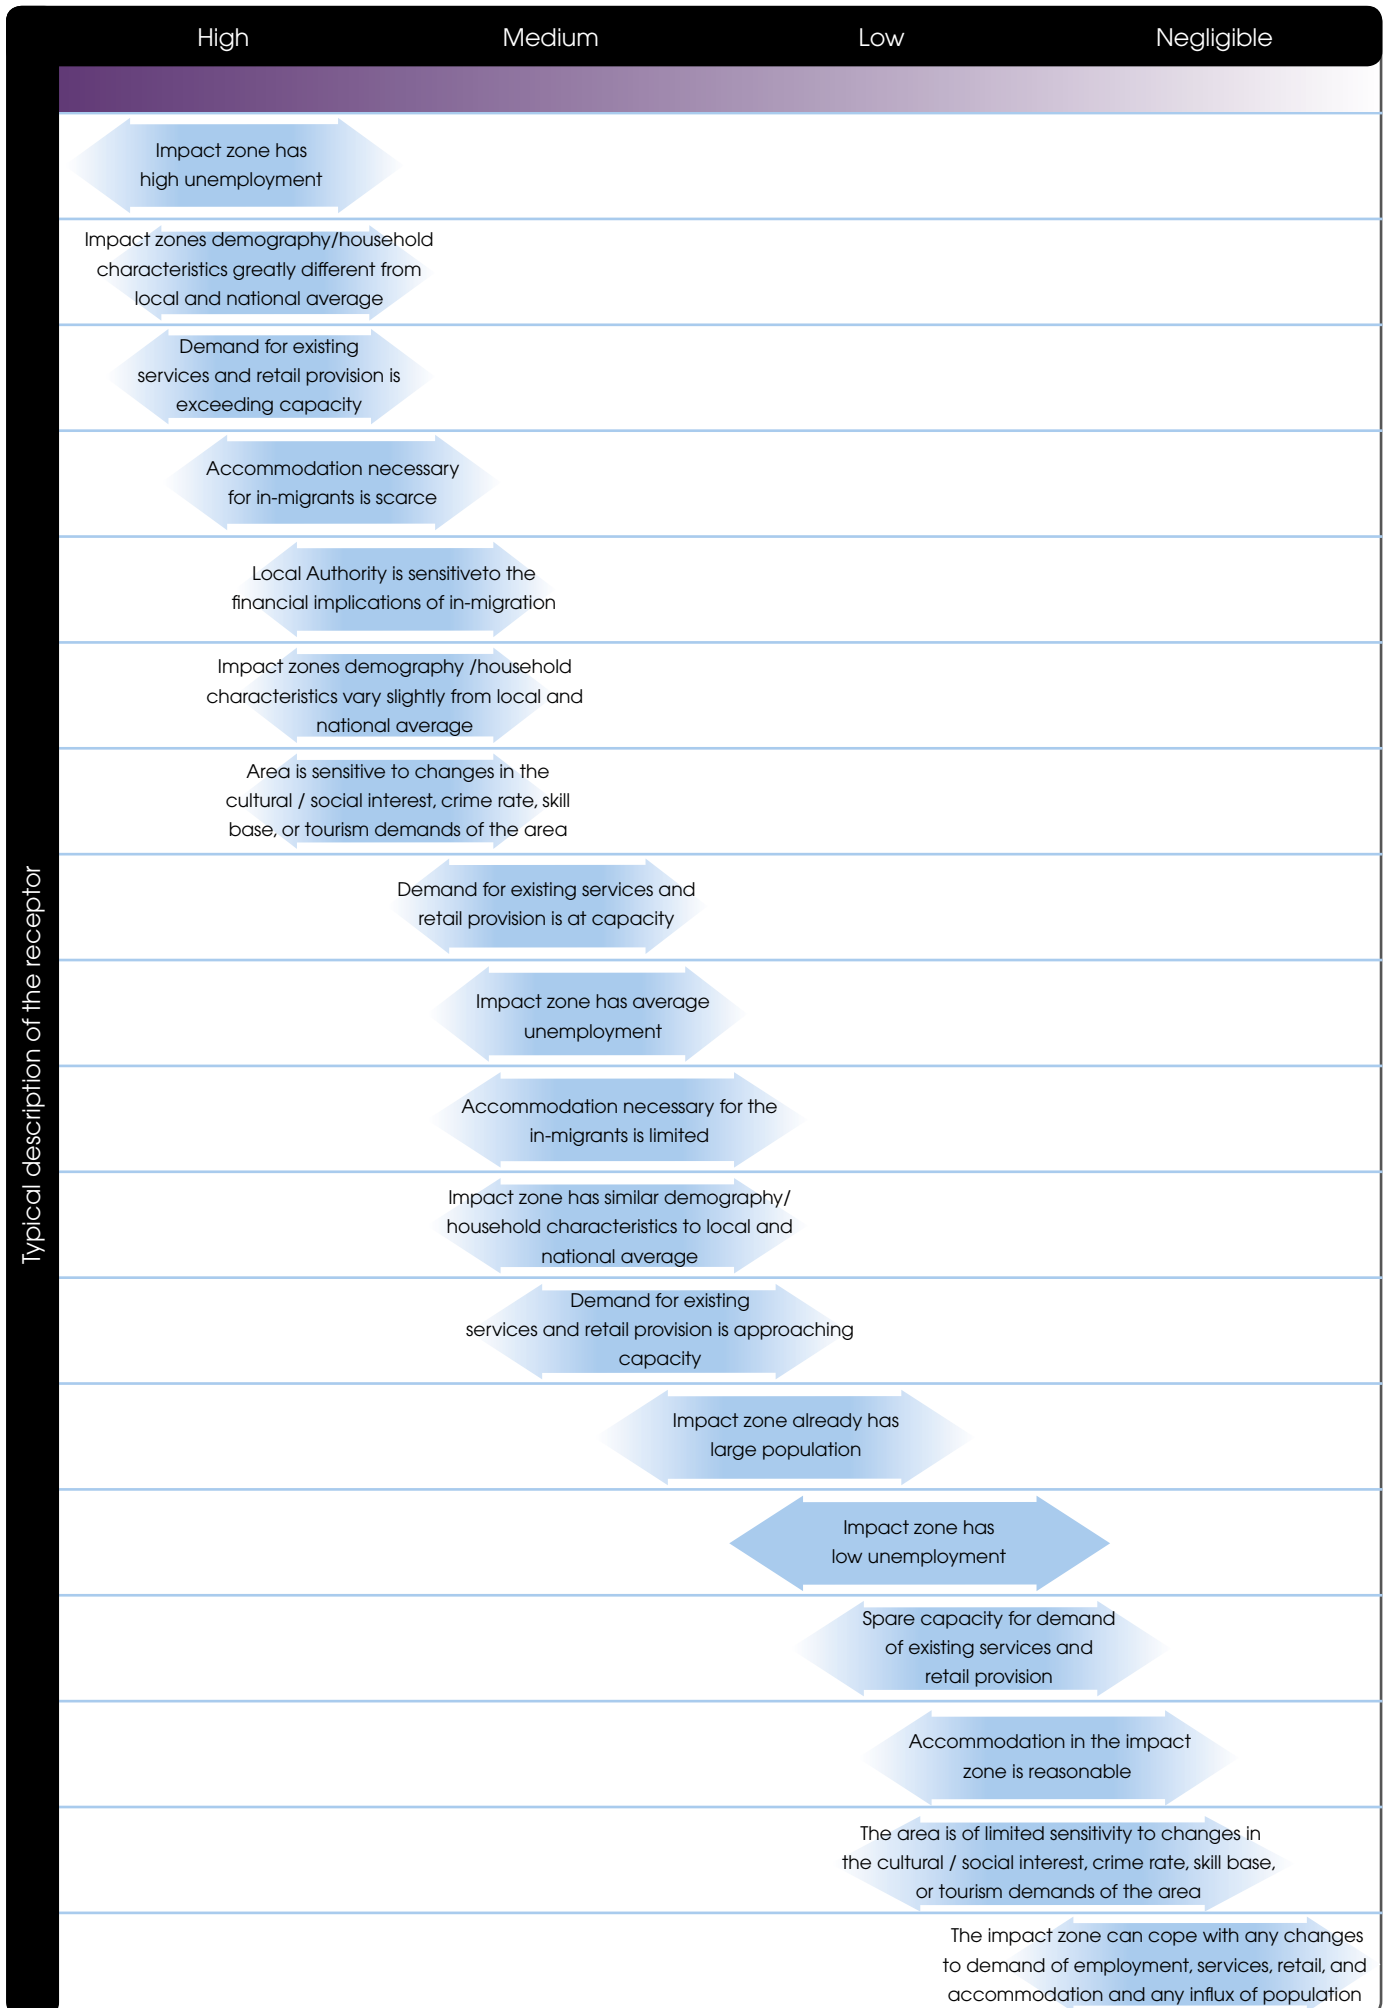 High Medium Low Negligible
Typical description of the receptor
Impact zone has
high unemployment
Impact zones demography/household
characteristics greatly different from
local and national average
Demand for existing
services and retail provision is
exceeding capacity
Accommodation necessary
for in-migrants is scarce
Local Authority is sensitiveto the
financial implications of in-migration
Impact zones demography /household
characteristics vary slightly from local and
national average
Area is sensitive to changes in the
cultural / social interest, crime rate, skill
base, or tourism demands of the area
Demand for existing services and
retail provision is at capacity
Impact zone has average
unemployment
Accommodation necessary for the
in-migrants is limited
Impact zone has similar demography/
household characteristics to local and
national average
Demand for existing
services and retail provision is approaching
capacity
Impact zone already has
large population
Impact zone has
low unemployment
Spare capacity for demand
of existing services and
retail provision
Accommodation in the impact
zone is reasonable
The area is of limited sensitivity to changes in
the cultural / social interest, crime rate, skill base,
or tourism demands of the area
The impact zone can cope with any changes
to demand of employment, services, retail, and
accommodation and any influx of population